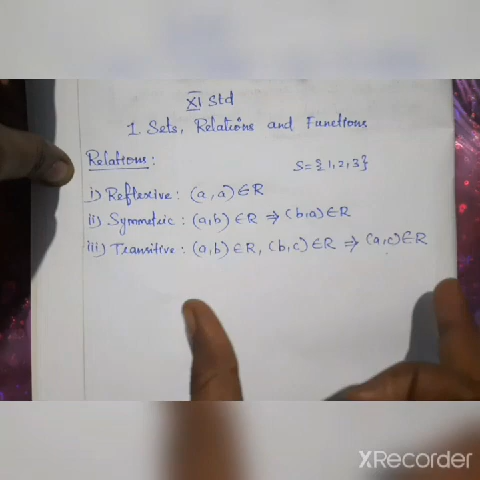 XI Std
1. Sets, Relations and Functions
Relations:
S = {1, 2, 3}
i) Reflexive: (a, a) ∈ R
ii) Symmetric: (a, b) ∈ R ⇒ (b, a) ∈ R
iii) Transitive: (a, b) ∈ R, (b, c) ∈ R ⇒ (a, c) ∈ R
XRecorder